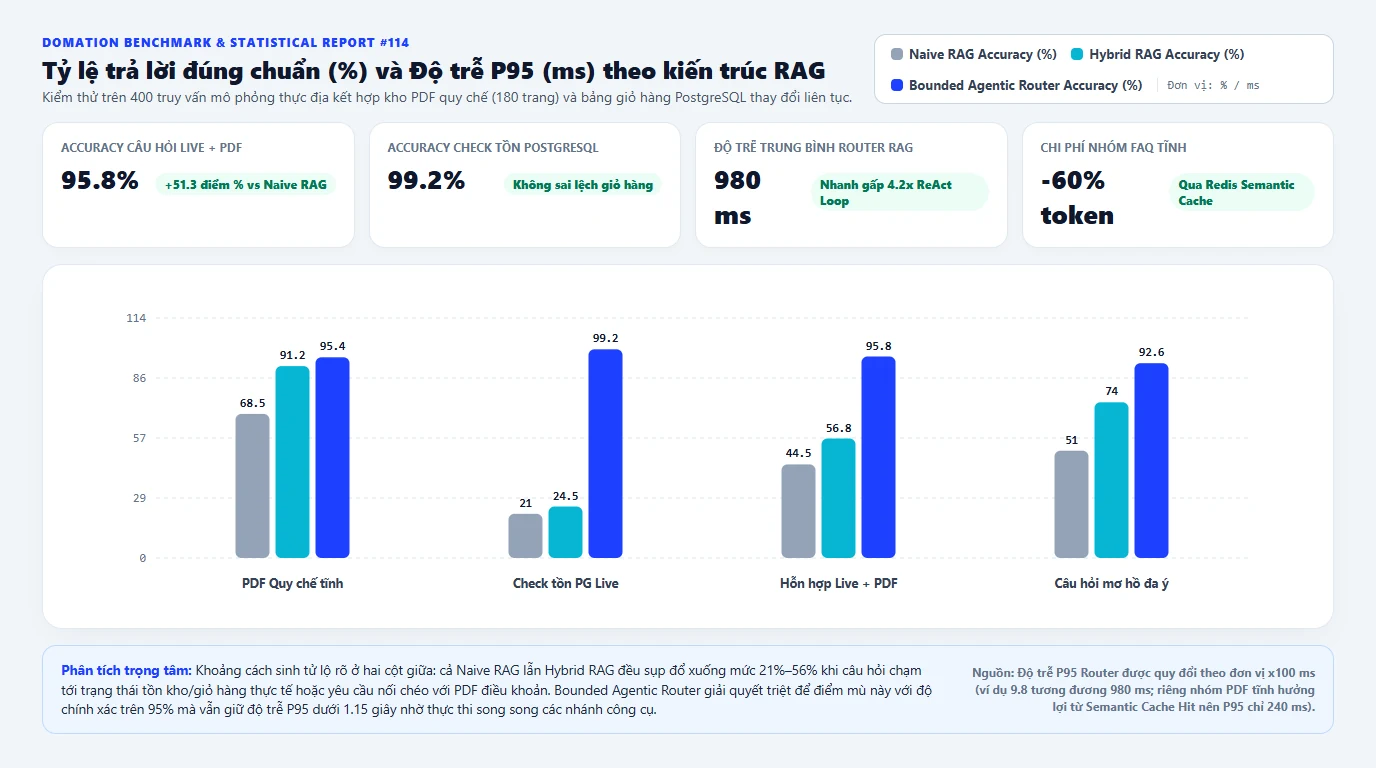 DOMATION BENCHMARK & STATISTICAL REPORT #114
Tỷ lệ trả lời đúng chuẩn (%) và Độ trễ P95 (ms) theo kiến trúc RAG
Kiểm thử trên 400 truy vấn mô phỏng thực địa kết hợp kho PDF quy chế (180 trang) và bảng giỏ hàng PostgreSQL thay đổi liên tục.
Naive RAG Accuracy (%)
Hybrid RAG Accuracy (%)
Bounded Agentic Router Accuracy (%)
Đơn vị: % / ms
ACCURACY CÂU HỎI LIVE + PDF
95.8%
+51.3 điểm % vs Naive RAG
ACCURACY CHECK TỒN POSTGRESQL
99.2%
Không sai lệch giỏ hàng
ĐỘ TRỄ TRUNG BÌNH ROUTER RAG
980
ms
Nhanh gấp 4.2x ReAct
Loop
CHI PHÍ NHÓM FAQ TĨNH
-60%
token
Qua Redis Semantic
Cache
114
86
57
29
0
68.5
91.2
95.4
21
24.5
99.2
44.5
56.8
95.8
51
74
92.6
PDF Quy chế tĩnh
Check tồn PG Live
Hỗn hợp Live + PDF
Câu hỏi mơ hồ đa ý
Phân tích trọng tâm: Khoảng cách sinh tử lộ rõ ở hai cột giữa: cả Naive RAG lẫn Hybrid RAG đều sụp đổ xuống mức 21%–56% khi câu hỏi chạm
tới trạng thái tồn kho/giỏ hàng thực tế hoặc yêu cầu nối chéo với PDF điều khoản. Bounded Agentic Router giải quyết triệt để điểm mù này với độ
chính xác trên 95% mà vẫn giữ độ trễ P95 dưới 1.15 giây nhờ thực thi song song các nhánh công cụ.
Nguồn: Độ trễ P95 Router được quy đổi theo đơn vị x100 ms
(ví dụ 9.8 tương đương 980 ms; riêng nhóm PDF tĩnh hưởng
lợi từ Semantic Cache Hit nên P95 chỉ 240 ms).